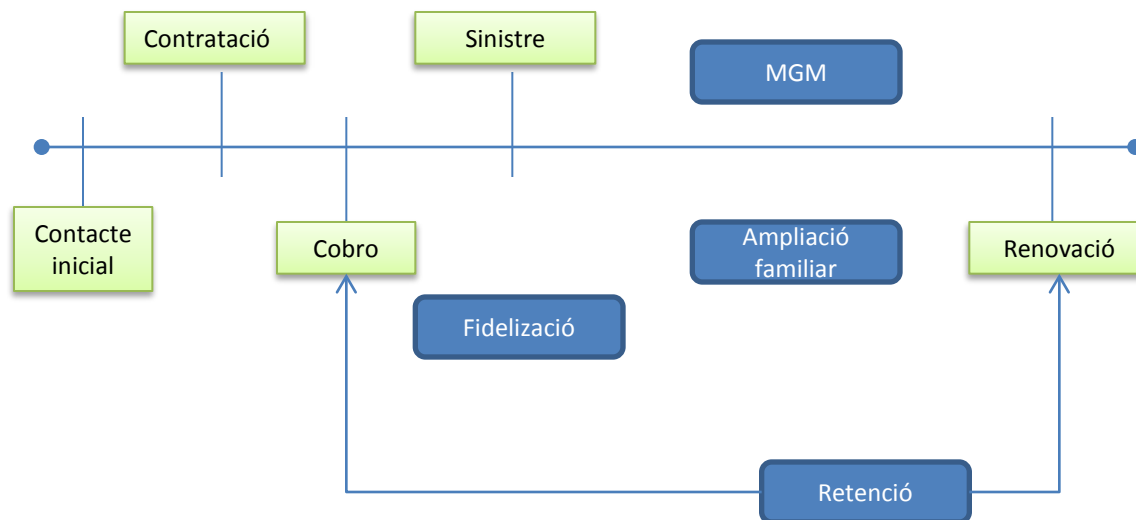 Contratació
Sinistre
MGM
Contacte
inicial
Cobro
Ampliació
familiar
Renovació
Fidelizació
Retenció